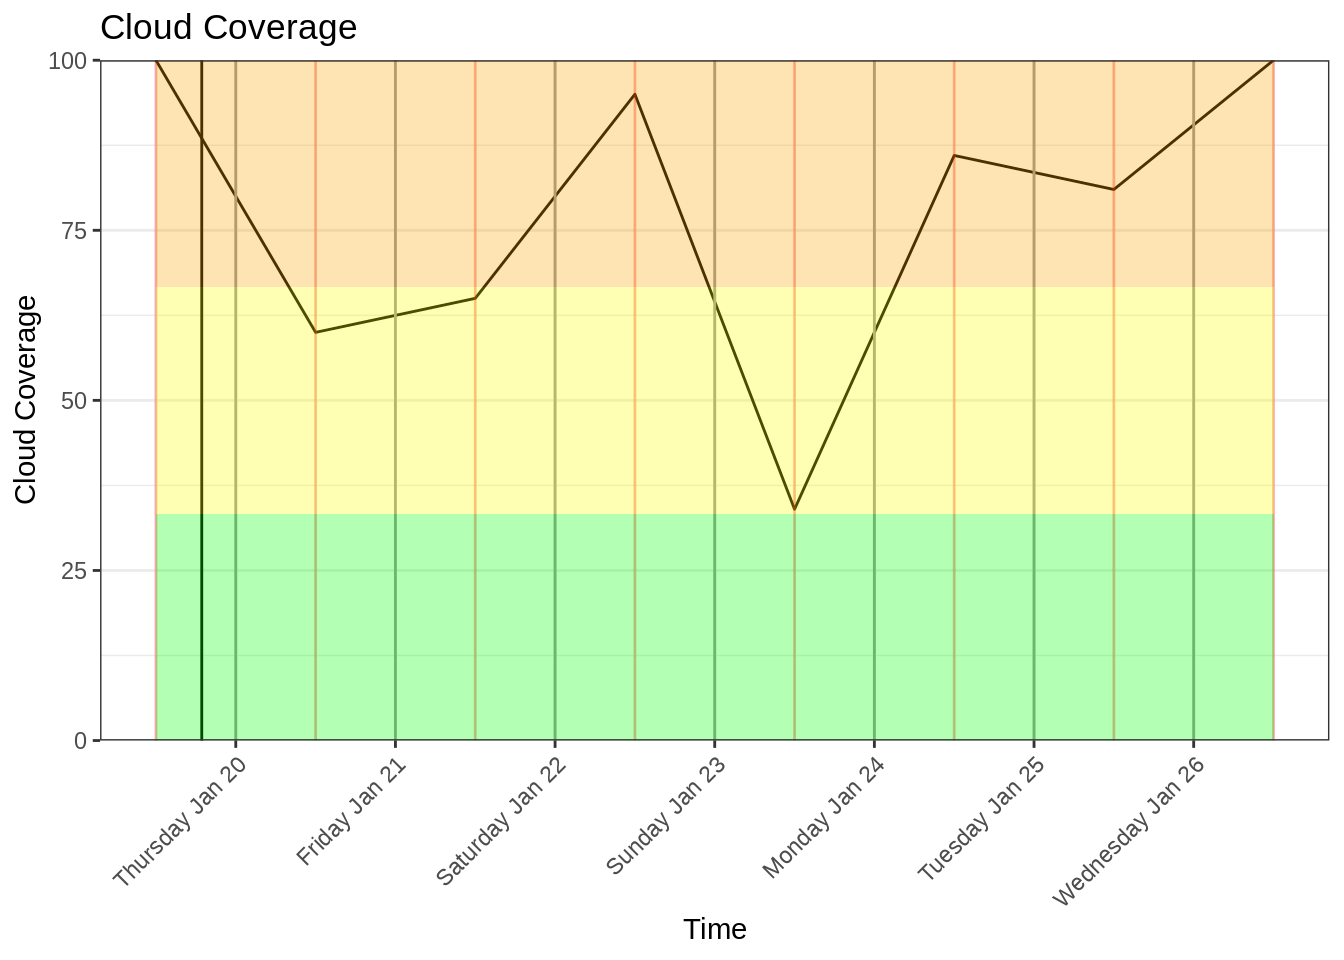 Cloud Coverage
100
75
50
25
0
Cloud Coverage
Thursday Jan 20
Friday Jan 21
Saturday Jan 22
Sunday Jan 23
Monday Jan 24
Tuesday Jan 25
Wednesday Jan 26
Time